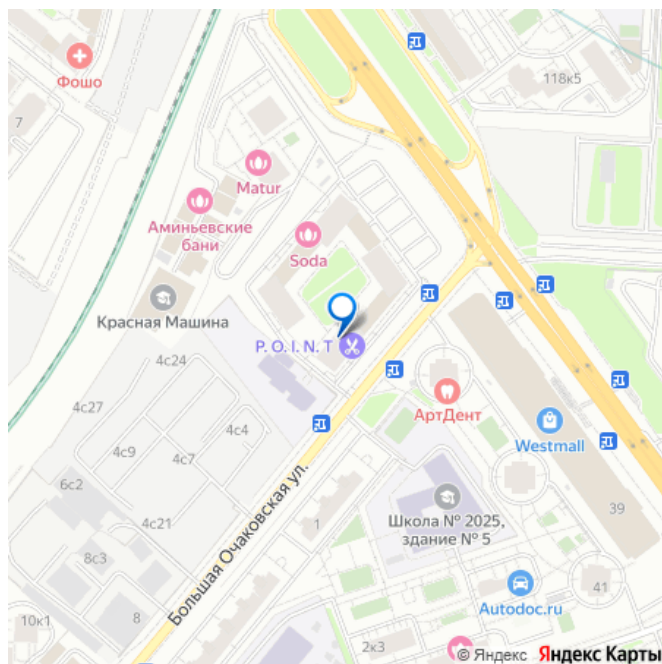 Фошо
7
118к5
Matur
Аминьевские
бани
Soda
Красная Машина
P. O. I. N. T
4с24
4с27
4с4
4с9
4с7
АртДент
Westmall
6с2
4с21
39
Школа № 2025,
здание № 5
1
Большая Очаковская ул.
8с3
41
Autodoc.ru
10к1
8
2к3
© Яндекс Яндекс Карты